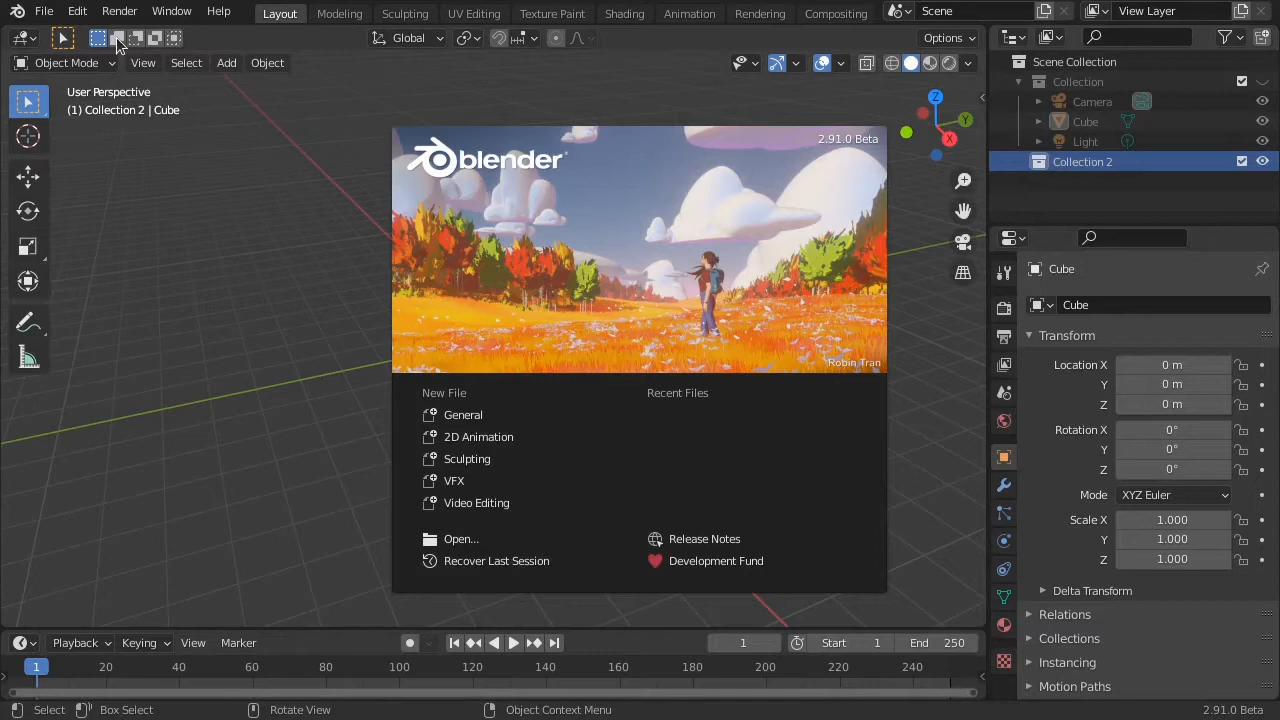 File Edit Render Window Help Layout Modeling Sculpting UV Editing Texture Paint Shading Animation Rendering Compositing Scene View Layer
Global Options
Object Mode View Select Add Object
User Perspective
(1) Collection 2 | Cube
Z
Y
X
Scene Collection
Collection
Camera
Cube
Light
Collection 2
blender
2.91.0 Beta
Robin Tran
New File
General
2D Animation
Sculpting
VFX
Video Editing
Open...
Recover Last Session
Recent Files
Release Notes
Development Fund
Cube
Cube
Transform
Location X 0 m
Y 0 m
Z 0 m
Rotation X 0°
Y 0°
Z 0°
Mode XYZ Euler
Scale X 1.000
Y 1.000
Z 1.000
Delta Transform
Relations
Collections
Instancing
Motion Paths
Playback Keying View Marker 1 Start 1 End 250
1 20 40 60 80 100 120 140 160 180 200 220 240
Select Box Select Rotate View Object Context Menu 2.91.0 Beta